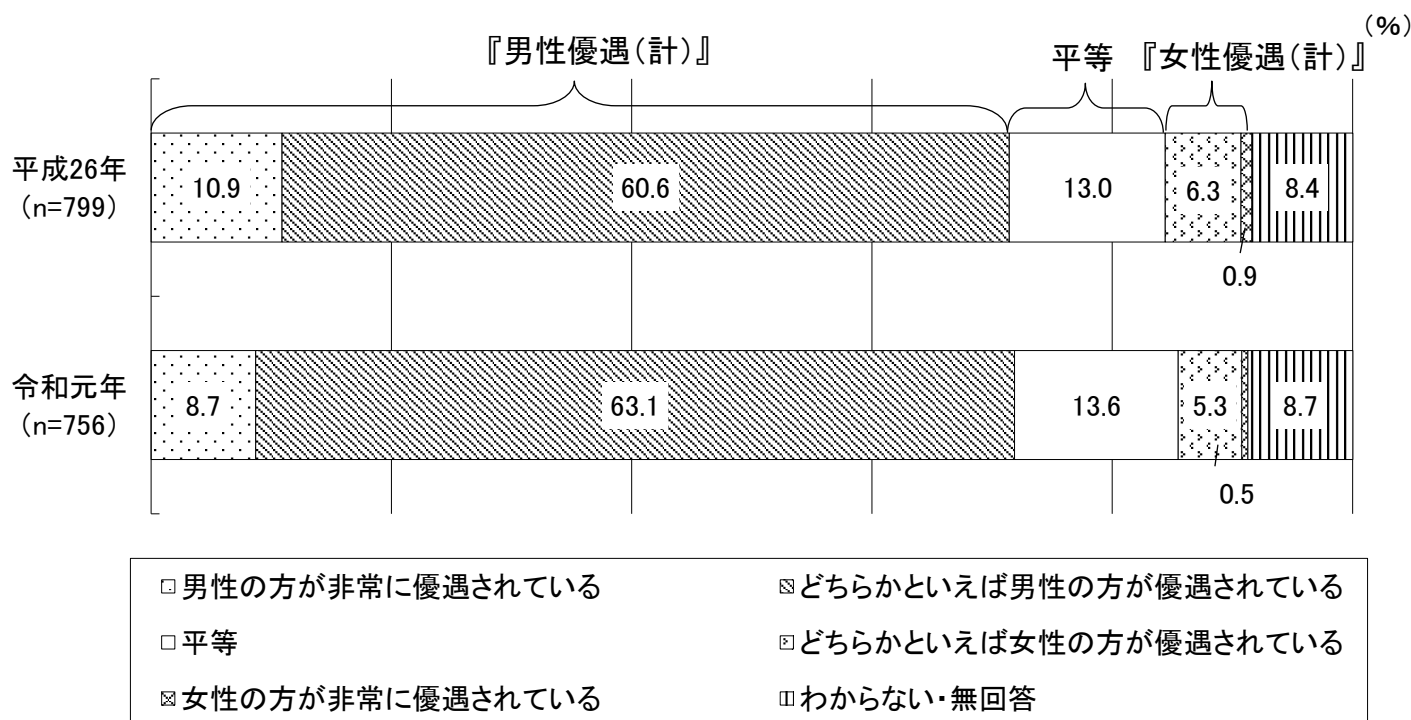 (%)
『男性優遇(計)』 平等 『女性優遇(計)』
平成26年
(n=799)
10.9 60.6 13.0 6.3 8.4
0.9
令和元年
(n=756)
8.7 63.1 13.6 5.3 8.7
0.5
男性の方が非常に優遇されている どちらかといえば男性の方が優遇されている
平等 どちらかといえば女性の方が優遇されている
女性の方が非常に優遇されている わからない・無回答